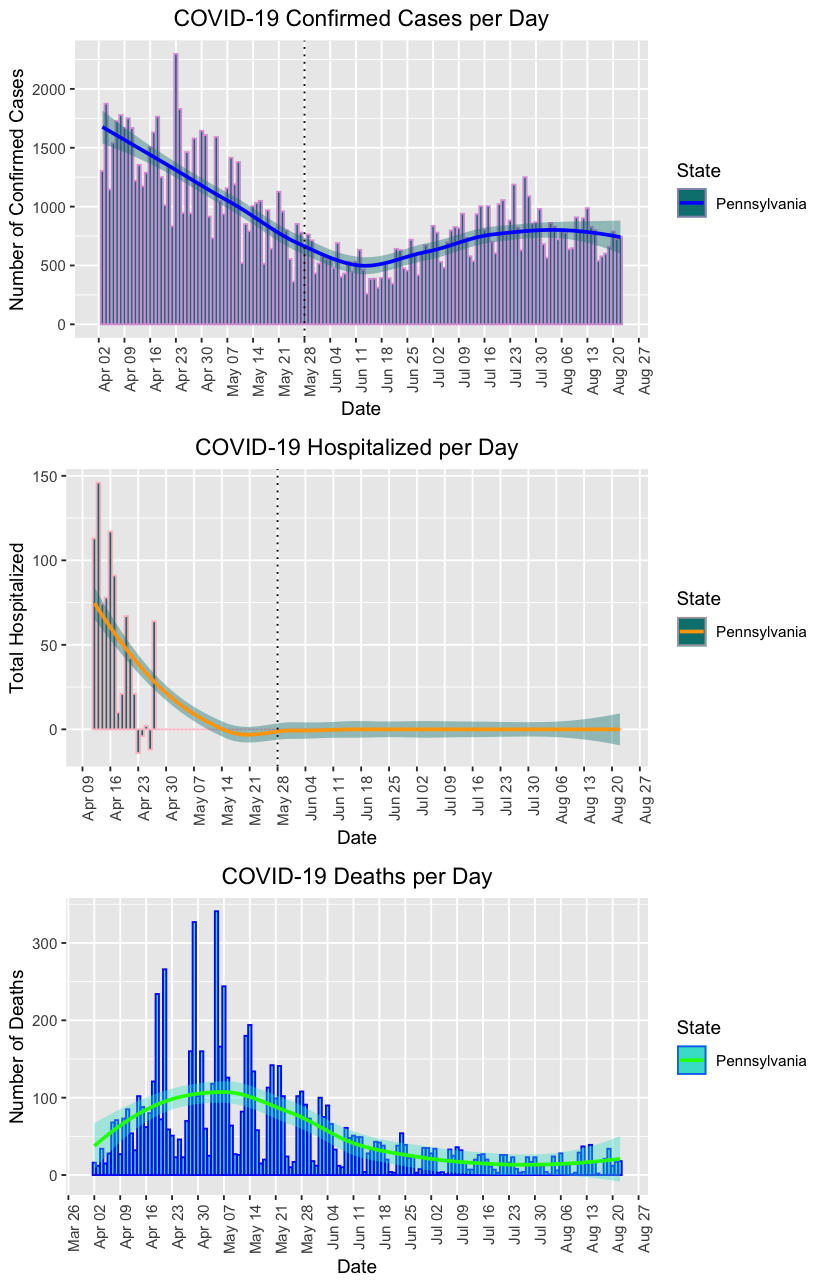 COVID-19 Confirmed Cases per Day
Number of Confirmed Cases
2000
1500
1000
500
0
Apr 02 Apr 09 Apr 16 Apr 23 Apr 30 May 07 May 14 May 21 May 28 Jun 04 Jun 11 Jun 18 Jun 25 Jul 02 Jul 09 Jul 16 Jul 23 Jul 30 Aug 06 Aug 13 Aug 20 Aug 27
Date
State
Pennsylvania
COVID-19 Hospitalized per Day
Total Hospitalized
150
100
50
0
Apr 09 Apr 16 Apr 23 Apr 30 May 07 May 14 May 21 May 28 Jun 04 Jun 11 Jun 18 Jun 25 Jul 02 Jul 09 Jul 16 Jul 23 Jul 30 Aug 06 Aug 13 Aug 20 Aug 27
Date
State
Pennsylvania
COVID-19 Deaths per Day
Number of Deaths
300
200
100
0
Mar 26 Apr 02 Apr 09 Apr 16 Apr 23 Apr 30 May 07 May 14 May 21 May 28 Jun 04 Jun 11 Jun 18 Jun 25 Jul 02 Jul 09 Jul 16 Jul 23 Jul 30 Aug 06 Aug 13 Aug 20 Aug 27
Date
State
Pennsylvania